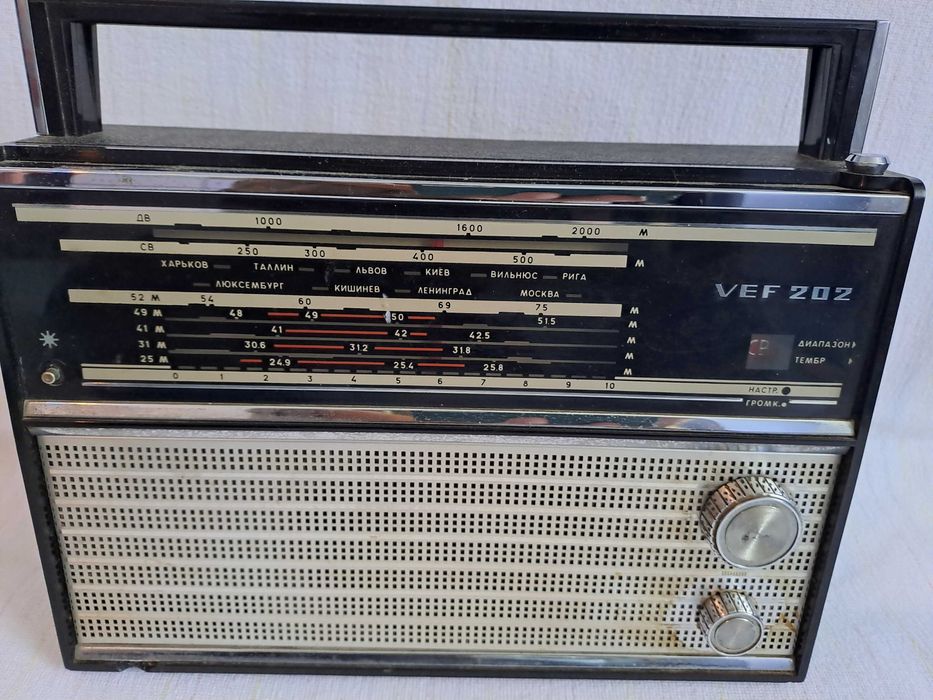 ДВ 1000 1600 2000 м
СВ 250 300 400 500 м
ХАРЬКОВ ТАЛЛИН ЛЬВОВ КИЕВ ВИЛЬНЮС РИГА
ЛЮКСЕМБУРГ КИШИНЕВ ЛЕНИНГРАД МОСКВА
VEF 202
52 м 54 60 69 75 м
49 м 48 49 50 51.5 м
41 м 41 42 42.5 м
31 м 30.6 31.2 31.8 м
25 м 24.9 25.4 25.8 м
СВ ДИАПАЗОН
ТЕМБР
0 1 2 3 4 5 6 7 8 9 10
НАСТР.
ГРОМК.